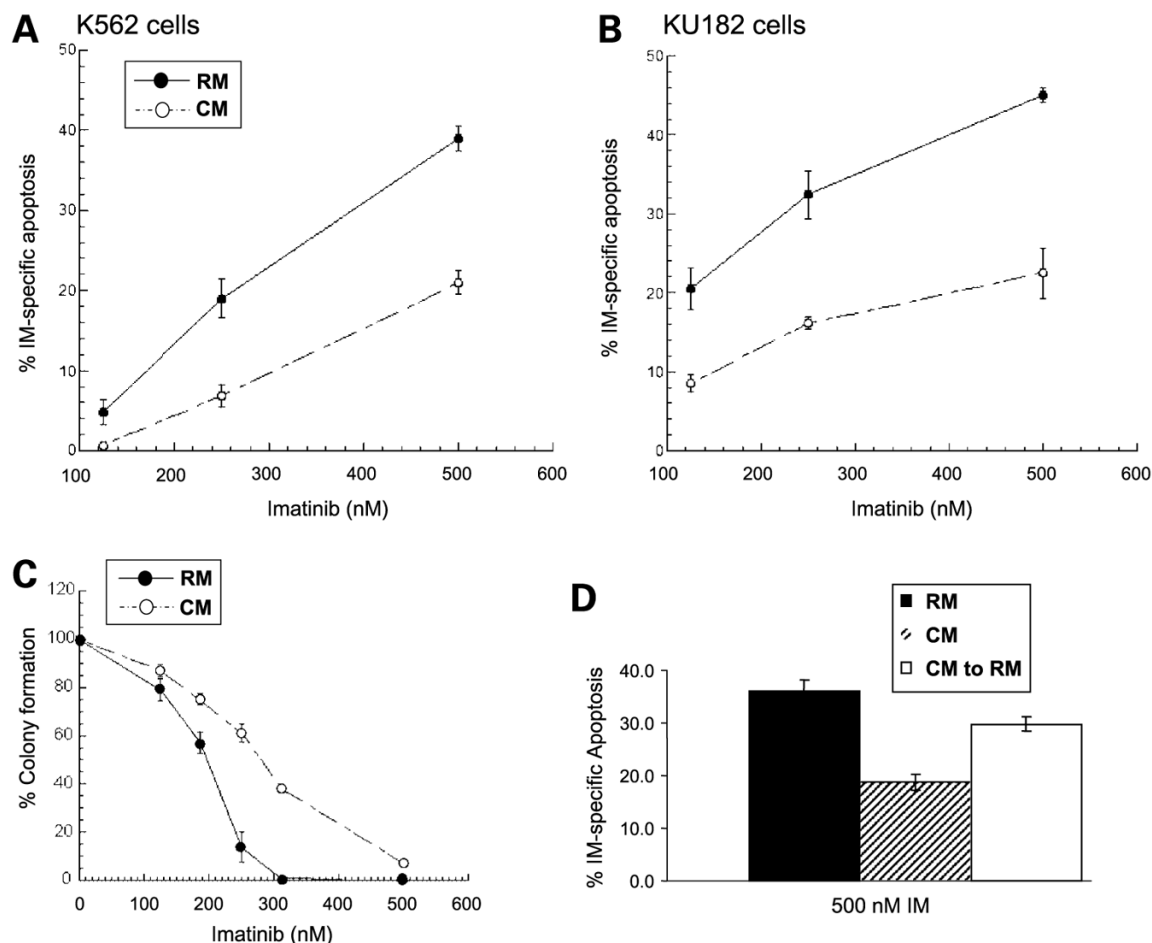 A K562 cells
50
40
30
20
10
0
% IM-specific apoptosis
RM
CM
100 200 300 400 500 600
Imatinib (nM)
B KU182 cells
50
40
30
20
10
0
% IM-specific apoptosis
100 200 300 400 500 600
Imatinib (nM)
C
RM
CM
120
100
80
60
40
20
0
% Colony formation
0 100 200 300 400 500 600
Imatinib (nM)
D
RM
CM
CM to RM
40.0
30.0
20.0
10.0
0.0
% IM-specific Apoptosis
500 nM IM